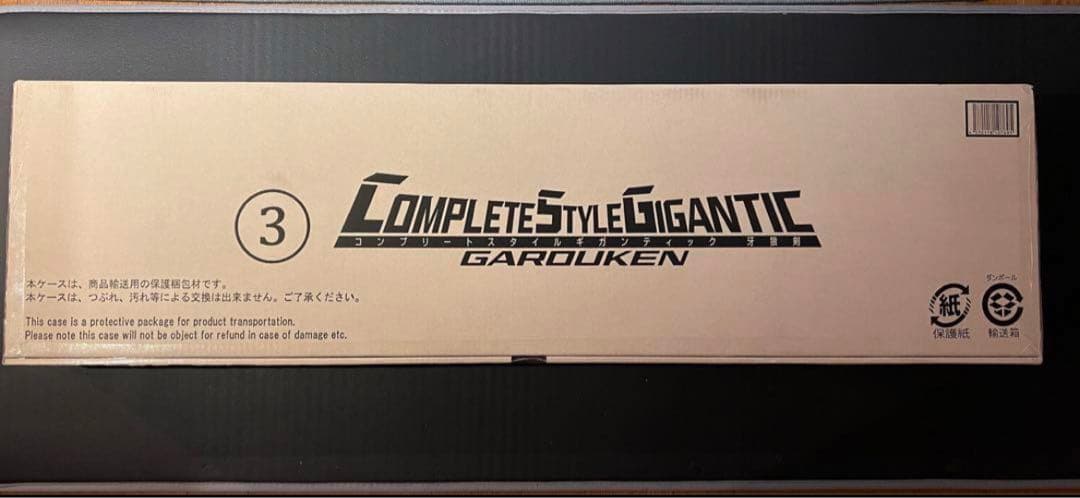 ③
COMPLETE STYLE GIGANTIC
コンプリートスタイルギガンティック 牙狼剣
GAROUKEN
本ケースは、商品輸送用の保護梱包材です。
本ケースは、つぶれ、汚れ等による交換は出来ません。ご了承ください。
This case is a protective package for product transportation.
Please note this case will not be object for refund in case of damage etc.
紙
保護紙
ダンボール
輸送箱